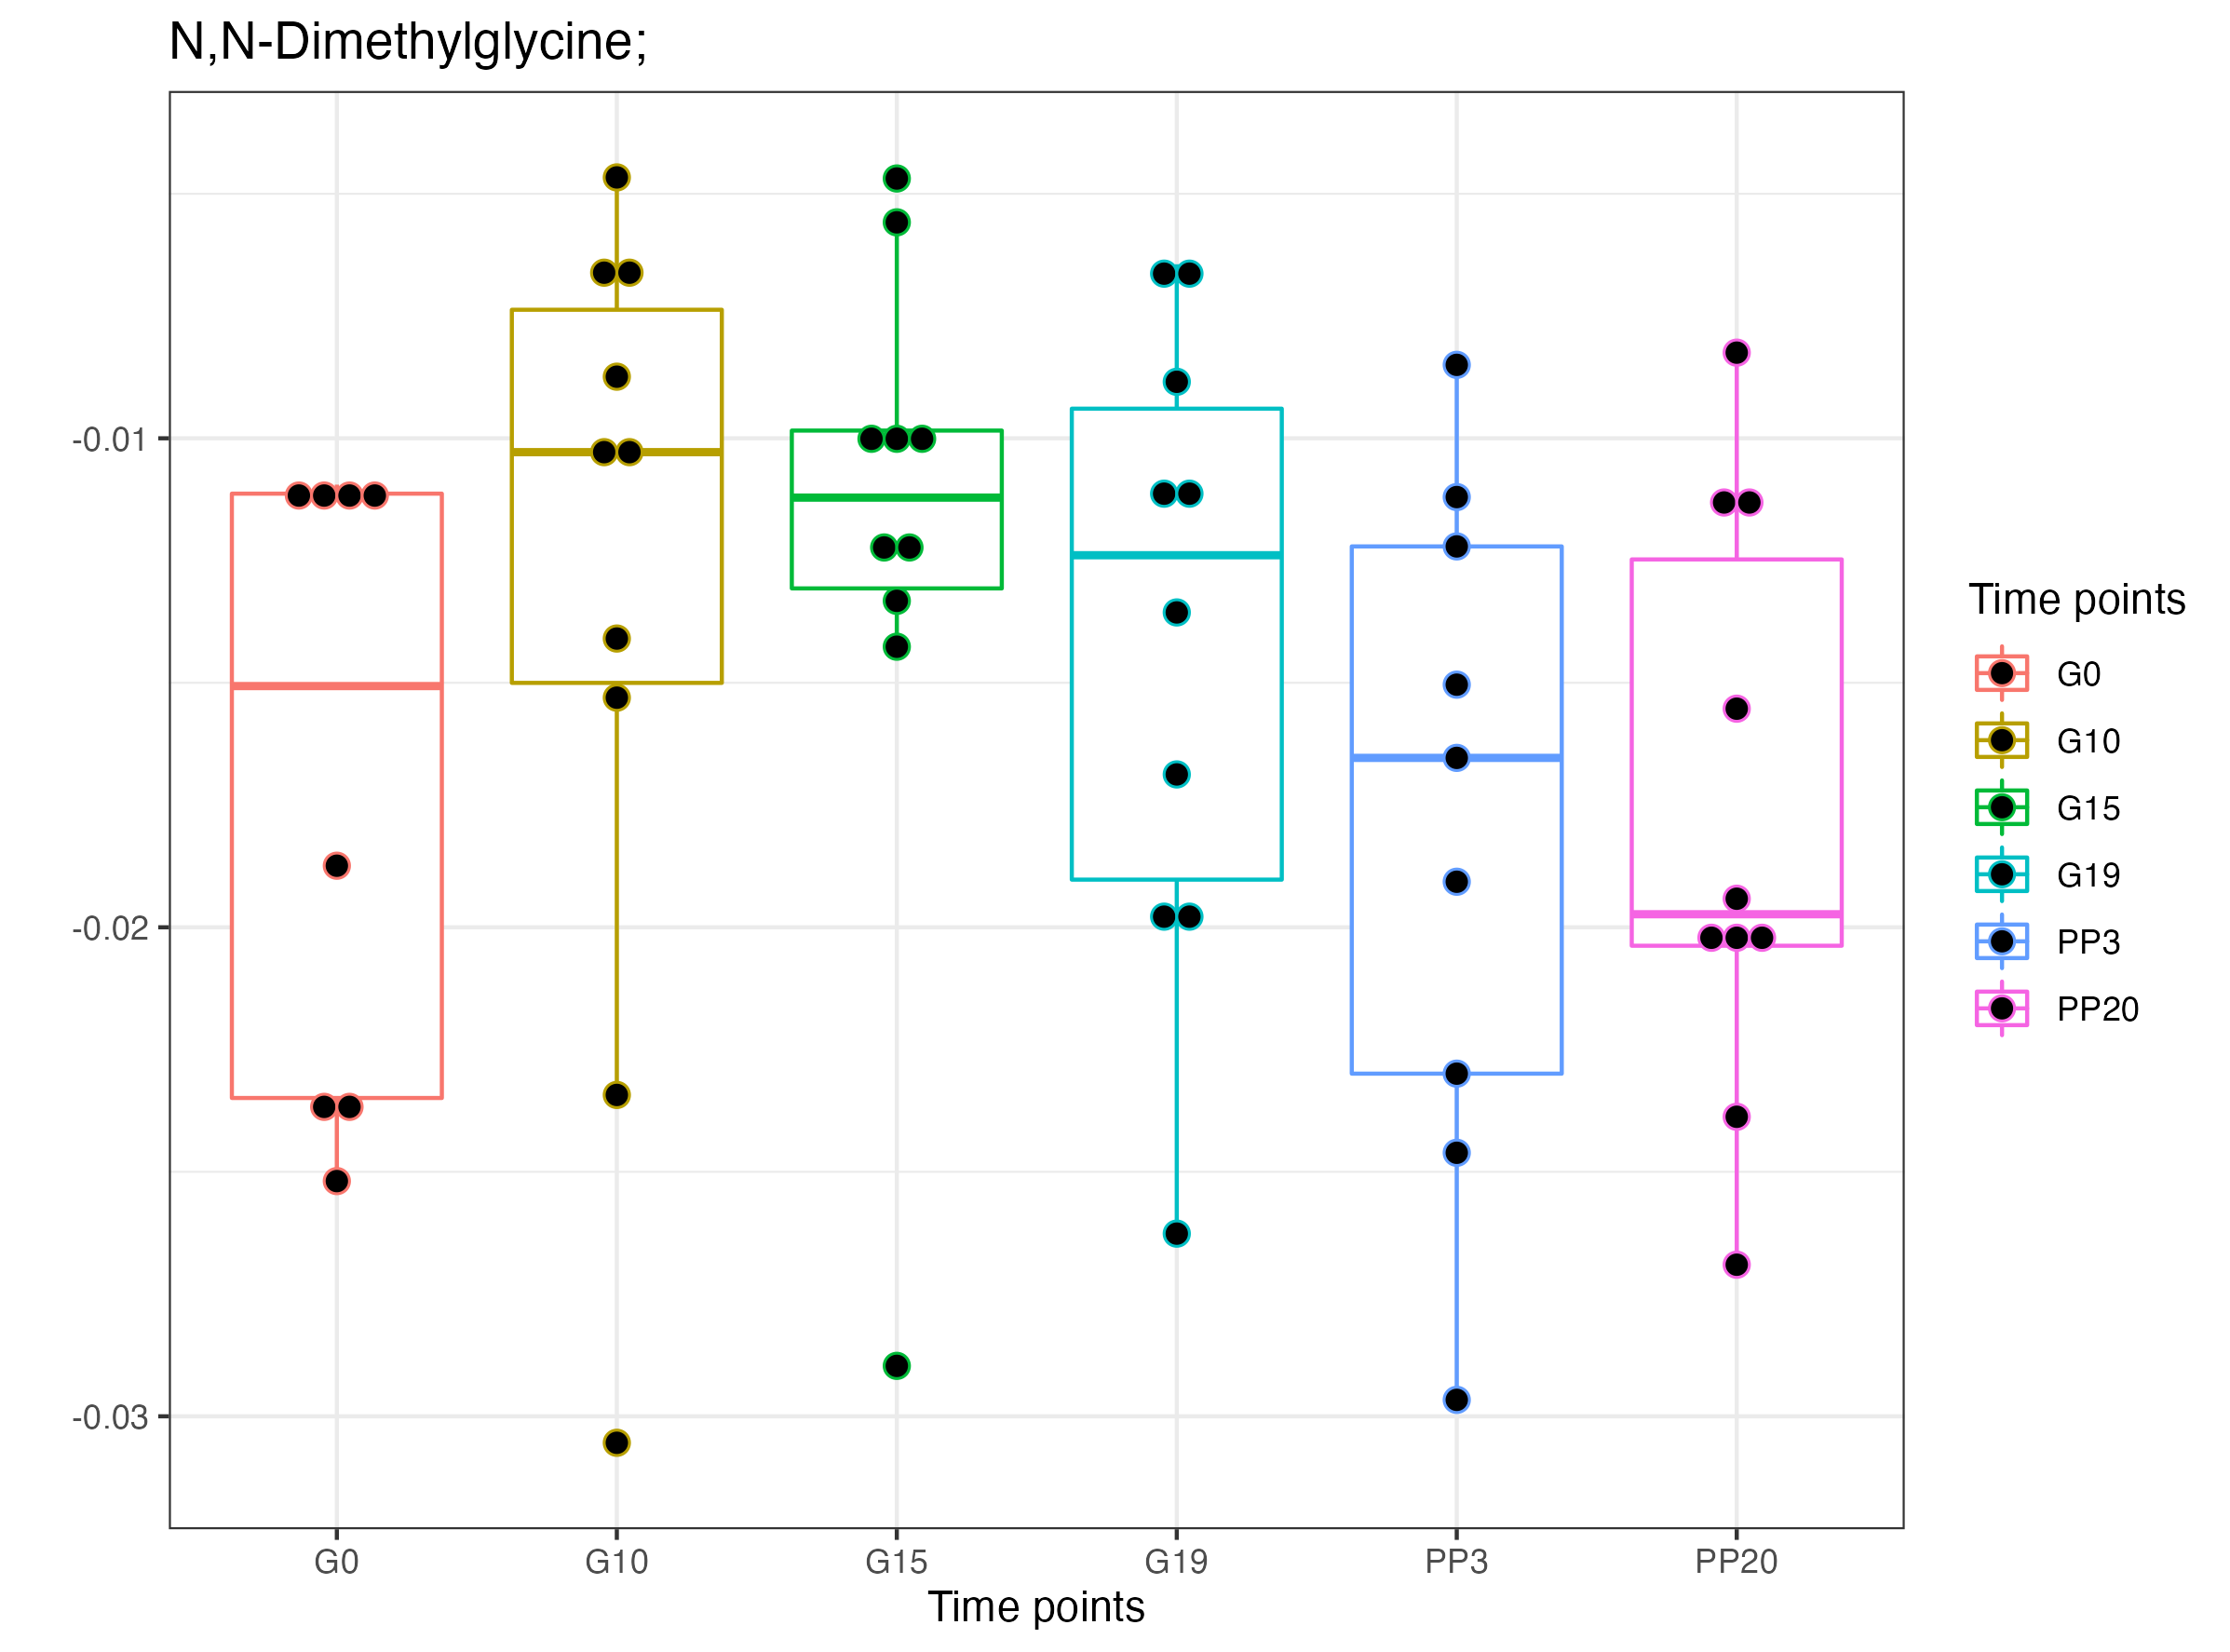 N,N-Dimethylglycine;
-0.01
-0.02
-0.03
G0
G10
G15
G19
PP3
PP20
Time points
Time points
G0
G10
G15
G19
PP3
PP20